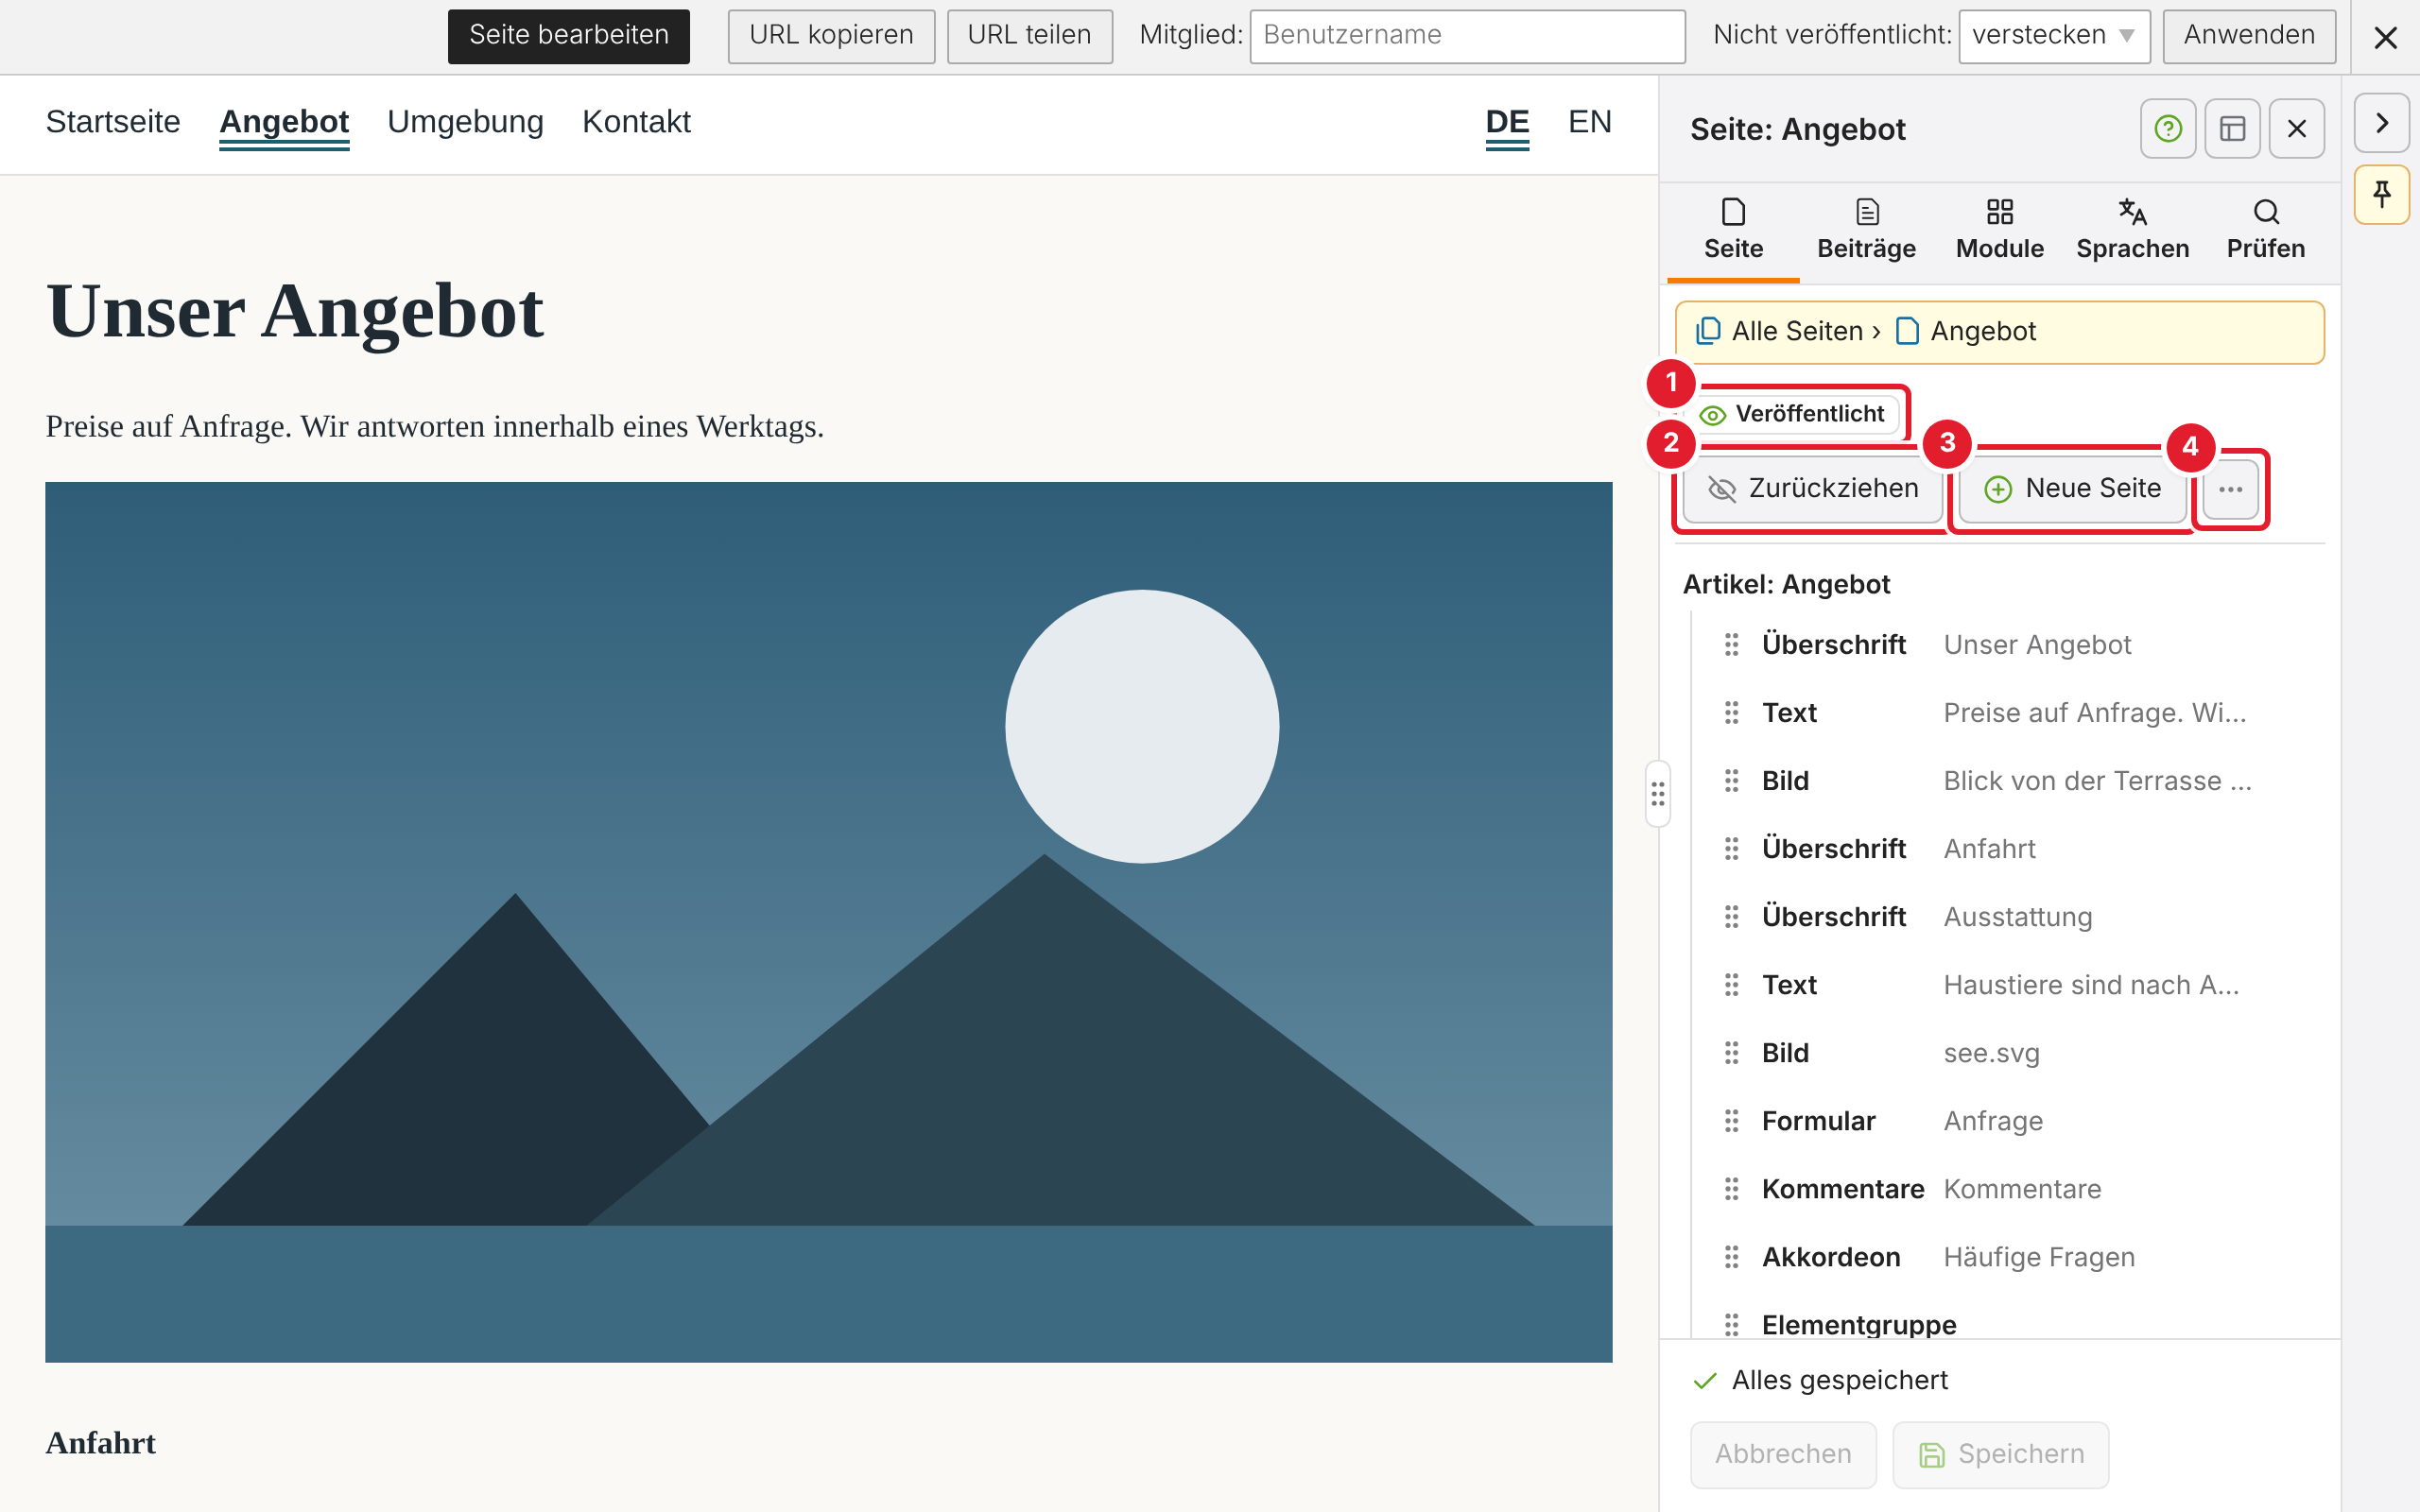 Seite bearbeiten URL kopieren URL teilen Mitglied: Benutzername Nicht veröffentlicht: verstecken Anwenden
Startseite Angebot Umgebung Kontakt DE EN
Unser Angebot
Preise auf Anfrage. Wir antworten innerhalb eines Werktags.
Anfahrt
Seite: Angebot
Seite Beiträge Module Sprachen Prüfen
Alle Seiten › Angebot
1 Veröffentlicht
2 Zurückziehen 3 Neue Seite 4
Artikel: Angebot
Überschrift Unser Angebot
Text Preise auf Anfrage. Wi...
Bild Blick von der Terrasse ...
Überschrift Anfahrt
Überschrift Ausstattung
Text Haustiere sind nach A...
Bild see.svg
Formular Anfrage
Kommentare Kommentare
Akkordeon Häufige Fragen
Elementgruppe
Alles gespeichert
Abbrechen Speichern